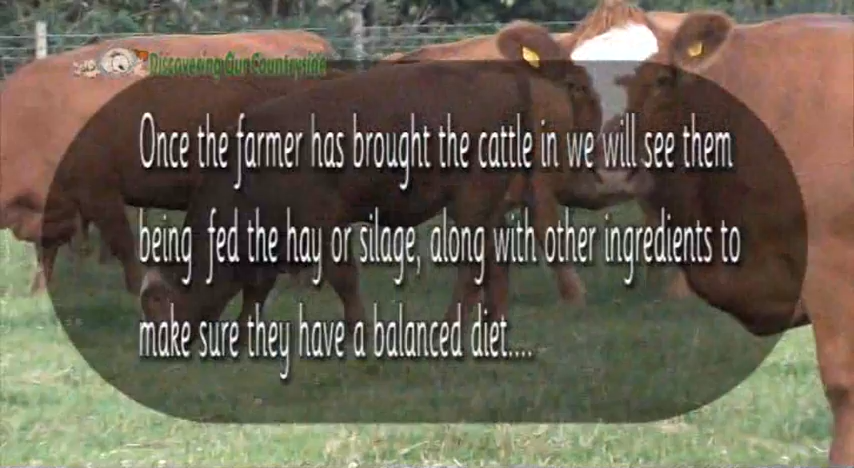 Discovering Our Countryside
Once the farmer has brought the cattle in we will see them
being fed the hay or silage, along with other ingredients to
make sure they have a balanced diet....